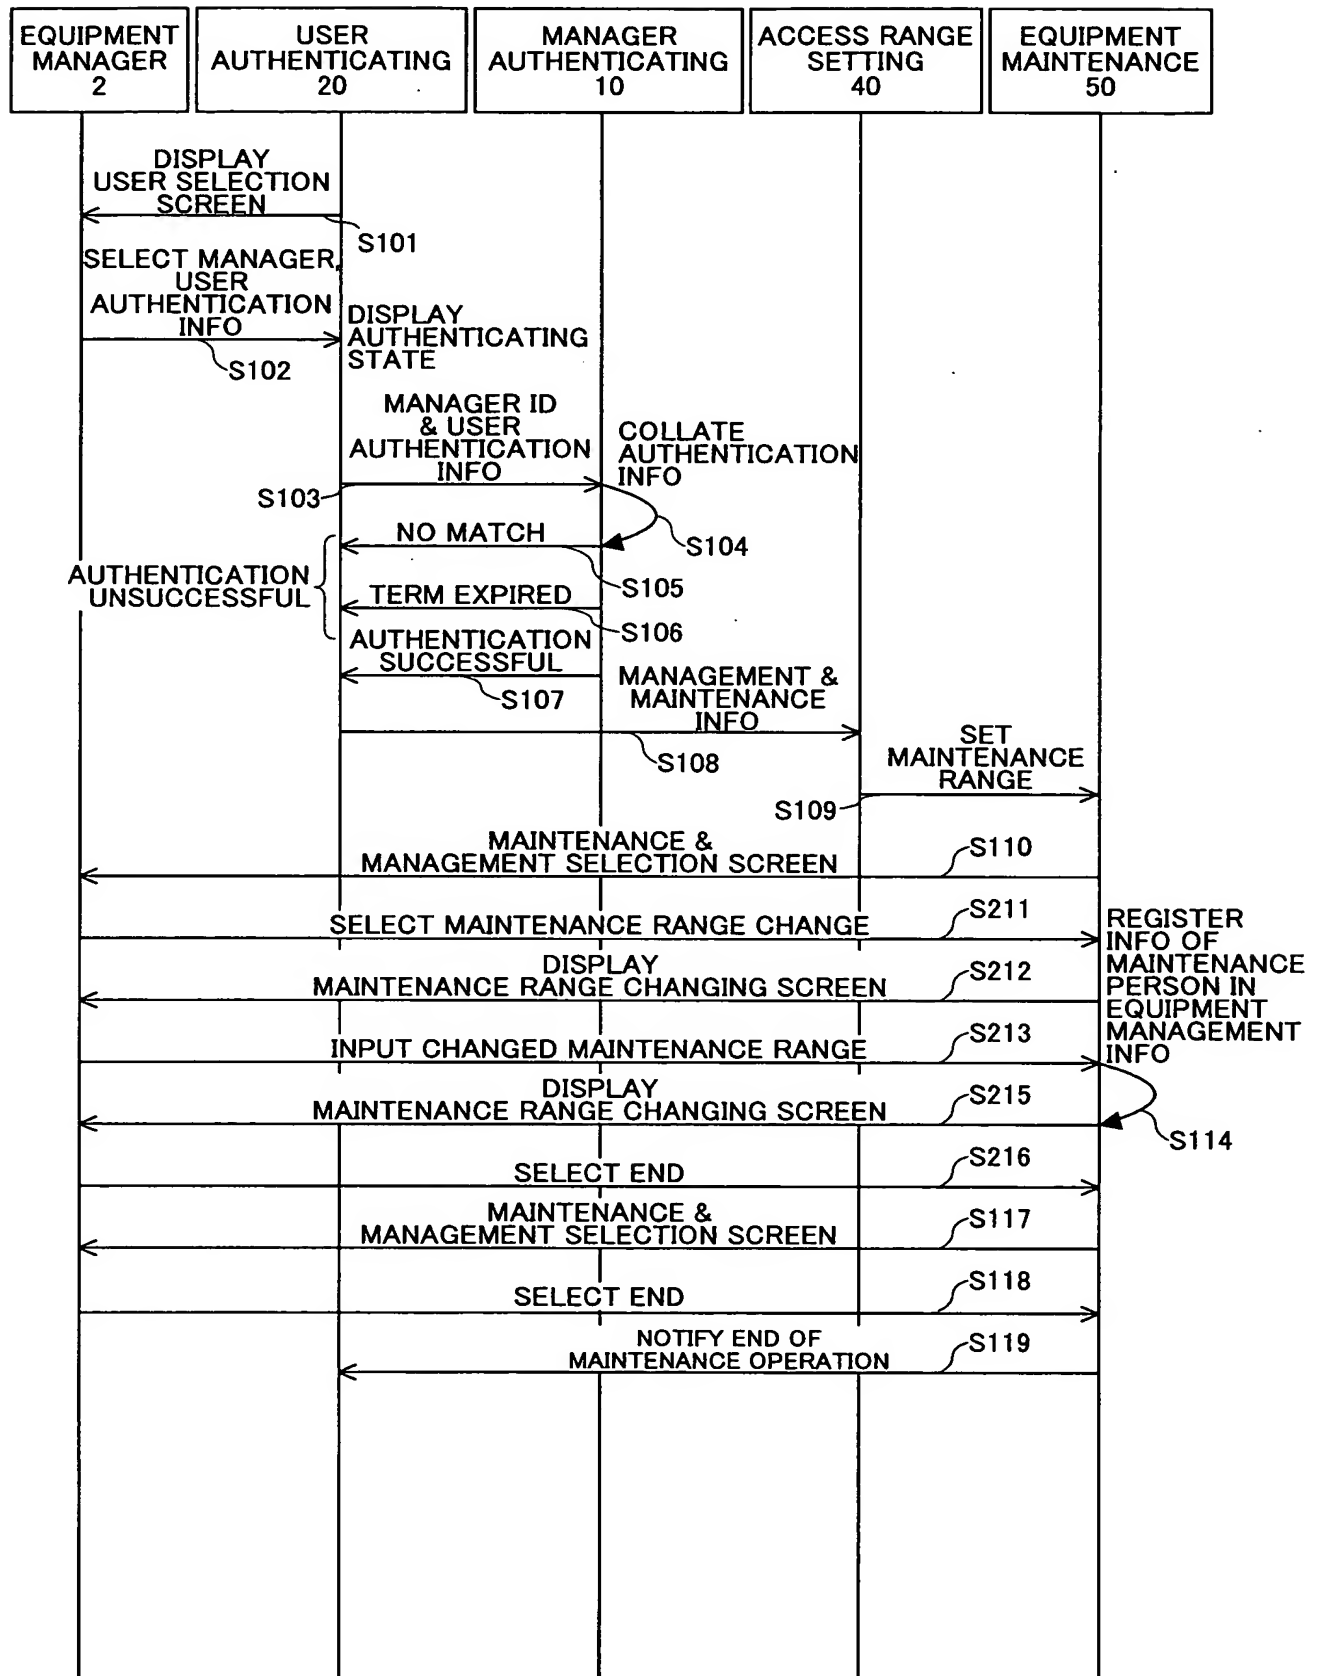 EQUIPMENT
MANAGER
2
USER
AUTHENTICATING
20
MANAGER
AUTHENTICATING
10
ACCESS RANGE
SETTING
40
EQUIPMENT
MAINTENANCE
50
DISPLAY
USER SELECTION
SCREEN
S101
SELECT MANAGER,
USER
AUTHENTICATION
INFO
S102
DISPLAY
AUTHENTICATING
STATE
MANAGER ID
& USER
AUTHENTICATION
INFO
S103
COLLATE
AUTHENTICATION
INFO
S104
NO MATCH
S105
AUTHENTICATION
UNSUCCESSFUL
TERM EXPIRED
S106
AUTHENTICATION
SUCCESSFUL
S107
MANAGEMENT &
MAINTENANCE
INFO
S108
SET
MAINTENANCE
RANGE
S109
MAINTENANCE &
MANAGEMENT SELECTION SCREEN
S110
SELECT MAINTENANCE RANGE CHANGE
S211
DISPLAY
MAINTENANCE RANGE CHANGING SCREEN
S212
INPUT CHANGED MAINTENANCE RANGE
S213
REGISTER
INFO OF
MAINTENANCE
PERSON IN
EQUIPMENT
MANAGEMENT
INFO
S114
DISPLAY
MAINTENANCE RANGE CHANGING SCREEN
S215
SELECT END
S216
MAINTENANCE &
MANAGEMENT SELECTION SCREEN
S117
SELECT END
S118
NOTIFY END OF
MAINTENANCE OPERATION
S119